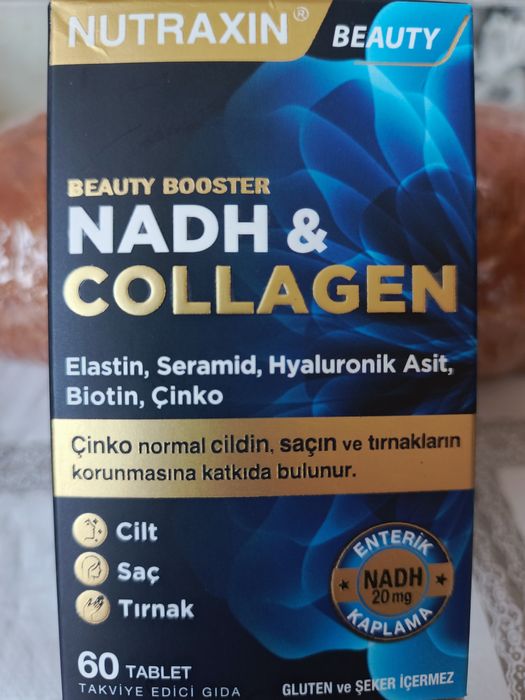 NUTRAXIN® BEAUTY
BEAUTY BOOSTER
NADH &
COLLAGEN
Elastin, Seramid, Hyaluronik Asit,
Biotin, Çinko
Çinko normal cildin, saçın ve tırnakların
korunmasına katkıda bulunur.
Cilt
Saç
Tırnak
ENTERİK
NADH
20 mg
KAPLAMA
60 TABLET
TAKVİYE EDİCİ GIDA
GLUTEN ve ŞEKER İÇERMEZ